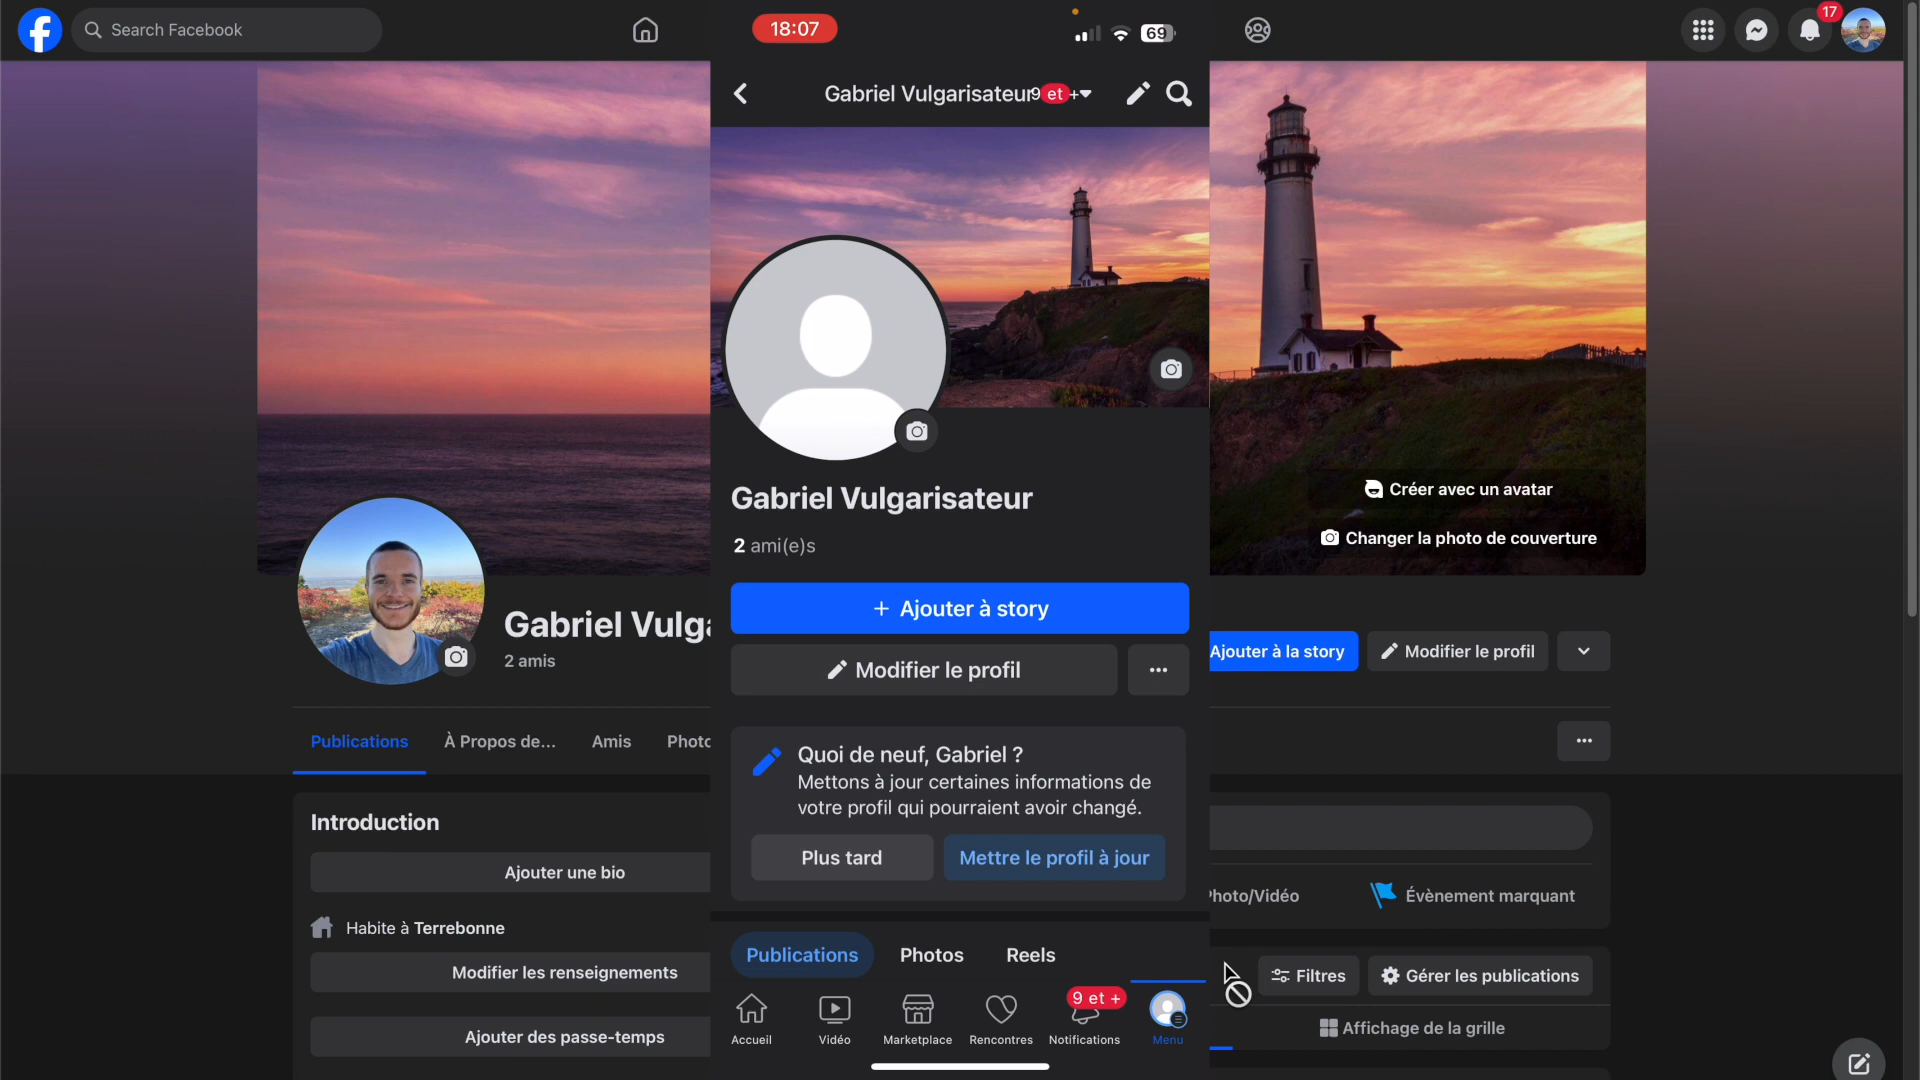 Search Facebook
17
Gabriel Vulga
2 amis
Publications
À Propos de...
Amis
Photo
Introduction
Ajouter une bio
Habite à Terrebonne
Modifier les renseignements
Ajouter des passe-temps
18:07
69
Gabriel Vulgarisateur
9 et +
Gabriel Vulgarisateur
2 ami(e)s
+ Ajouter à story
Modifier le profil
Quoi de neuf, Gabriel ?
Mettons à jour certaines informations de
votre profil qui pourraient avoir changé.
Plus tard
Mettre le profil à jour
Publications
Photos
Reels
9 et +
Accueil
Vidéo
Marketplace
Rencontres
Notifications
Menu
Créer avec un avatar
Changer la photo de couverture
Ajouter à la story
Modifier le profil
Photo/Vidéo
Évènement marquant
Filtres
Gérer les publications
Affichage de la grille